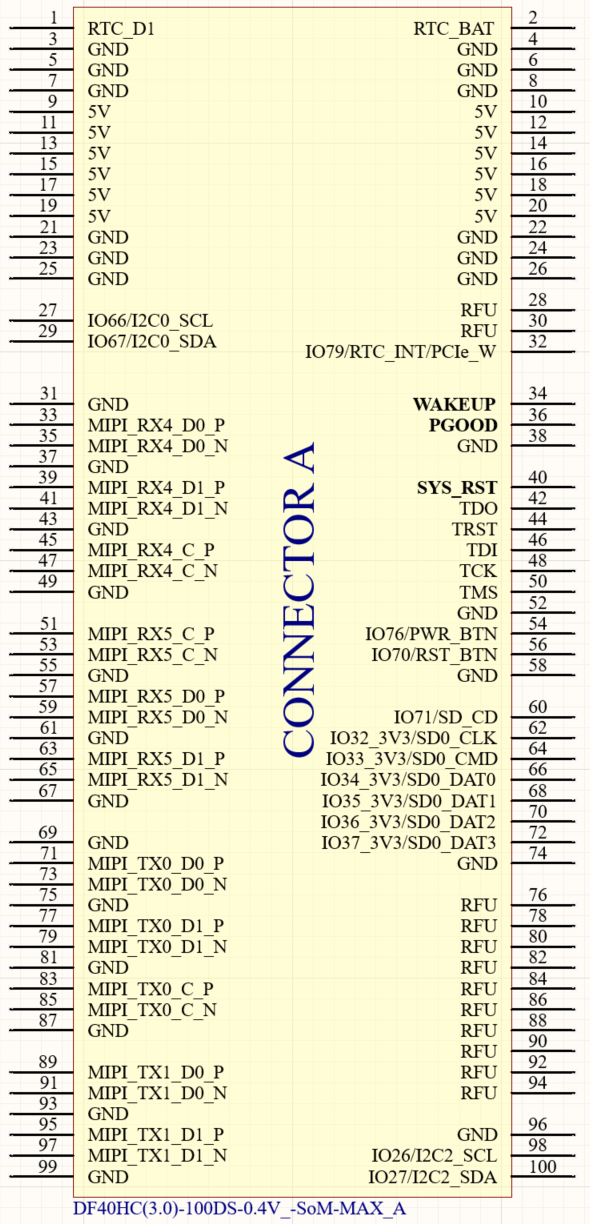 1 RTC_D1 RTC_BAT 2
3 GND GND 4
5 GND GND 6
7 GND GND 8
9 5V 5V 10
11 5V 5V 12
13 5V 5V 14
15 5V 5V 16
17 5V 5V 18
19 5V 5V 20
21 GND GND 22
23 GND GND 24
25 GND GND 26
27 IO66/I2C0_SCL RFU 28
29 IO67/I2C0_SDA RFU 30
IO79/RTC_INT/PCIe_W 32
31 GND WAKEUP 34
33 MIPI_RX4_D0_P PGOOD 36
35 MIPI_RX4_D0_N GND 38
37 GND
39 MIPI_RX4_D1_P SYS_RST 40
41 MIPI_RX4_D1_N TDO 42
43 GND TRST 44
45 MIPI_RX4_C_P TDI 46
47 MIPI_RX4_C_N TCK 48
49 GND TMS 50
GND 52
51 MIPI_RX5_C_P IO76/PWR_BTN 54
53 MIPI_RX5_C_N IO70/RST_BTN 56
55 GND GND 58
57 MIPI_RX5_D0_P
59 MIPI_RX5_D0_N IO71/SD_CD 60
61 GND IO32_3V3/SD0_CLK 62
63 MIPI_RX5_D1_P IO33_3V3/SD0_CMD 64
65 MIPI_RX5_D1_N IO34_3V3/SD0_DAT0 66
67 GND IO35_3V3/SD0_DAT1 68
IO36_3V3/SD0_DAT2 70
69 GND IO37_3V3/SD0_DAT3 72
71 MIPI_TX0_D0_P GND 74
73 MIPI_TX0_D0_N
75 GND RFU 76
77 MIPI_TX0_D1_P RFU 78
79 MIPI_TX0_D1_N RFU 80
81 GND RFU 82
83 MIPI_TX0_C_P RFU 84
85 MIPI_TX0_C_N RFU 86
87 GND RFU 88
RFU 90
89 MIPI_TX1_D0_P RFU 92
91 MIPI_TX1_D0_N RFU 94
93 GND
95 MIPI_TX1_D1_P GND 96
97 MIPI_TX1_D1_N IO26/I2C2_SCL 98
99 GND IO27/I2C2_SDA 100
CONNECTOR A
DF40HC(3.0)-100DS-0.4V_-SoM-MAX_A